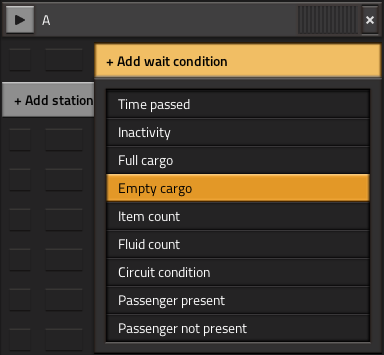 A
+ Add wait condition
+ Add station
Time passed
Inactivity
Full cargo
Empty cargo
Item count
Fluid count
Circuit condition
Passenger present
Passenger not present